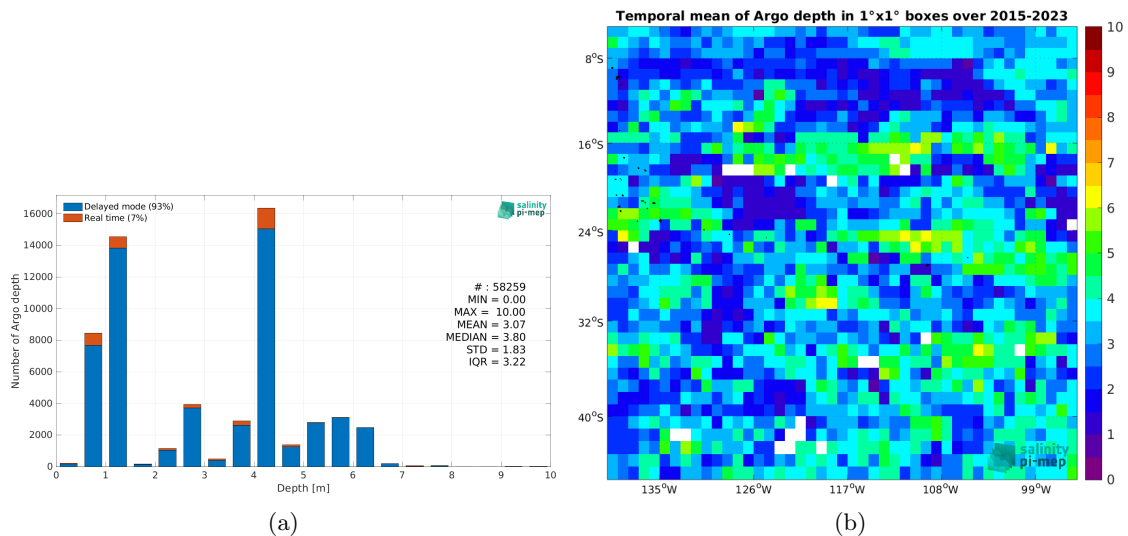 Temporal mean of Argo depth in 1°x1° boxes over 2015-2023
Delayed mode (93%)
Real time (7%)
salinity
pi-mep
Number of Argo depth
16000
14000
12000
10000
8000
6000
4000
2000
0
# : 58259
MIN = 0.00
MAX = 10.00
MEAN = 3.07
MEDIAN = 3.80
STD = 1.83
IQR = 3.22
0 1 2 3 4 5 6 7 8 9 10
Depth [m]
(a)
8°S
16°S
24°S
32°S
40°S
135°W 126°W 117°W 108°W 99°W
salinity
pi-mep
10
9
8
7
6
5
4
3
2
1
0
(b)